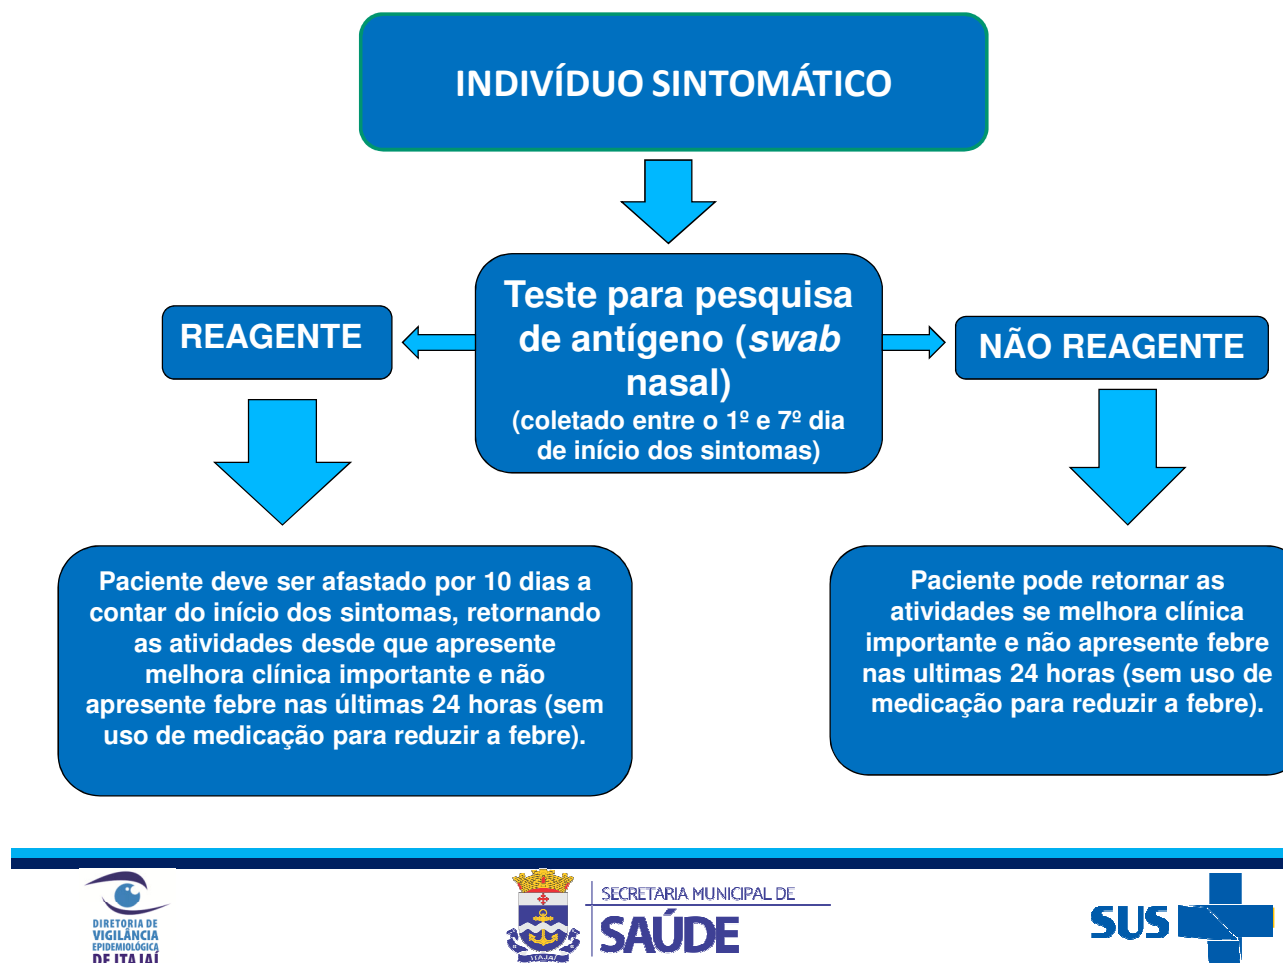 INDIVÍDUO SINTOMÁTICO
Teste para pesquisa
de antígeno (swab
nasal)
(coletado entre o 1º e 7º dia
de início dos sintomas)
REAGENTE
NÃO REAGENTE
Paciente deve ser afastado por 10 dias a
contar do início dos sintomas, retornando
as atividades desde que apresente
melhora clínica importante e não
apresente febre nas últimas 24 horas (sem
uso de medicação para reduzir a febre).
Paciente pode retornar as
atividades se melhora clínica
importante e não apresente febre
nas ultimas 24 horas (sem uso de
medicação para reduzir a febre).
DIRETORIA DE
VIGILÂNCIA
EPIDEMIOLÓGICA
DE ITAJAÍ
ITAJAÍ
SECRETARIA MUNICIPAL DE
SAÚDE
SUS